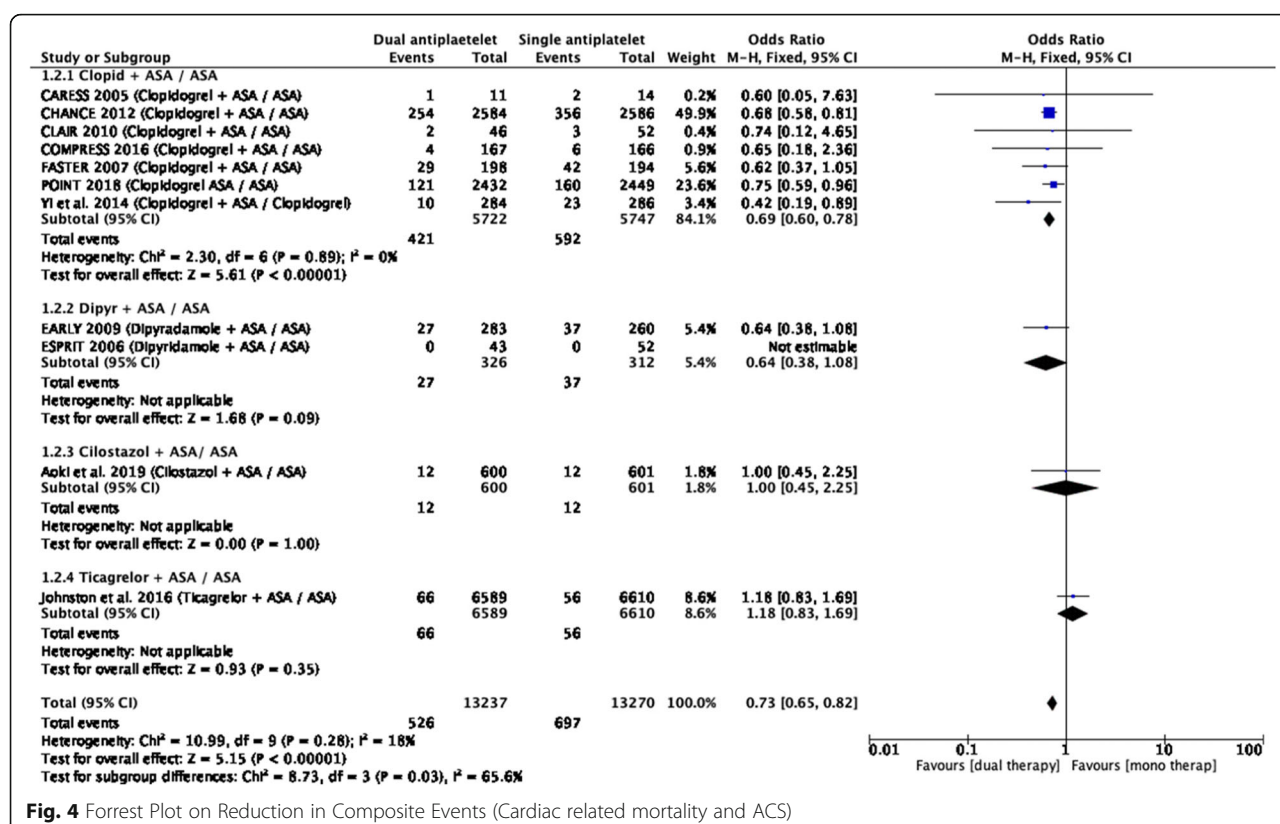 Dual antiplaetelet Single antiplatelet Odds Ratio Odds Ratio
Study or Subgroup Events Total Events Total Weight M-H, Fixed, 95% CI M-H, Fixed, 95% CI
1.2.1 Clopid + ASA / ASA
CARESS 2005 (Clopidogrel + ASA / ASA) 1 11 2 14 0.2% 0.60 [0.05, 7.63]
CHANCE 2012 (Clopidogrel + ASA / ASA) 254 2584 356 2586 49.9% 0.68 [0.58, 0.81]
CLAIR 2010 (Clopidogrel + ASA / ASA) 2 46 3 52 0.4% 0.74 [0.12, 4.65]
COMPRESS 2016 (Clopidogrel + ASA / ASA) 4 167 6 166 0.9% 0.65 [0.18, 2.36]
FASTER 2007 (Clopidogrel + ASA / ASA) 29 198 42 194 5.6% 0.62 [0.37, 1.05]
POINT 2018 (Clopidogrel ASA / ASA) 121 2432 160 2449 23.6% 0.75 [0.59, 0.96]
Yi et al. 2014 (Clopidogrel + ASA / Clopidogrel) 10 284 23 286 3.4% 0.42 [0.19, 0.89]
Subtotal (95% CI) 5722 5747 84.1% 0.69 [0.60, 0.78]
Total events 421 592
Heterogeneity: Chi² = 2.30, df = 6 (P = 0.89); I² = 0%
Test for overall effect: Z = 5.61 (P < 0.00001)
1.2.2 Dipyr + ASA / ASA
EARLY 2009 (Dipyradamole + ASA / ASA) 27 283 37 260 5.4% 0.64 [0.38, 1.08]
ESPRIT 2006 (Dipyridamole + ASA / ASA) 0 43 0 52 Not estimable
Subtotal (95% CI) 326 312 5.4% 0.64 [0.38, 1.08]
Total events 27 37
Heterogeneity: Not applicable
Test for overall effect: Z = 1.68 (P = 0.09)
1.2.3 Cilostazol + ASA/ ASA
Aoki et al. 2019 (Cilostazol + ASA / ASA) 12 600 12 601 1.8% 1.00 [0.45, 2.25]
Subtotal (95% CI) 600 601 1.8% 1.00 [0.45, 2.25]
Total events 12 12
Heterogeneity: Not applicable
Test for overall effect: Z = 0.00 (P = 1.00)
1.2.4 Ticagrelor + ASA / ASA
Johnston et al. 2016 (Ticagrelor + ASA / ASA) 66 6589 56 6610 8.6% 1.18 [0.83, 1.69]
Subtotal (95% CI) 6589 6610 8.6% 1.18 [0.83, 1.69]
Total events 66 56
Heterogeneity: Not applicable
Test for overall effect: Z = 0.93 (P = 0.35)
Total (95% CI) 13237 13270 100.0% 0.73 [0.65, 0.82]
Total events 526 697
Heterogeneity: Chi² = 10.99, df = 9 (P = 0.28); I² = 18%
Test for overall effect: Z = 5.15 (P < 0.00001)
Test for subgroup differences: Chi² = 8.73, df = 3 (P = 0.03), I² = 65.6%
0.01 0.1 1 10 100
Favours [dual therapy] Favours [mono therap]
Fig. 4 Forrest Plot on Reduction in Composite Events (Cardiac related mortality and ACS)